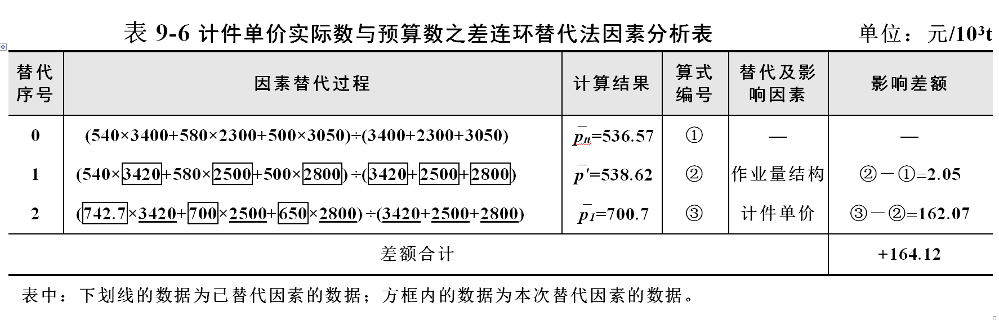 表 9-6 计件单价实际数与预算数之差连环替代法因素分析表 单位：元/10³t
替代序号 因素替代过程 计算结果 算式编号 替代及影响因素 影响差额
0 (540×3400+580×2300+500×3050)÷(3400+2300+3050) p̅n=536.57 ① — —
1 (540×3420+580×2500+500×2800)÷(3420+2500+2800) p̅'=538.62 ② 作业量结构 ②－①=2.05
2 (742.7×3420+700×2500+650×2800)÷(3420+2500+2800) p̅1=700.7 ③ 计件单价 ③－②=162.07
差额合计 +164.12
表中：下划线的数据为已替代因素的数据；方框内的数据为本次替代因素的数据。